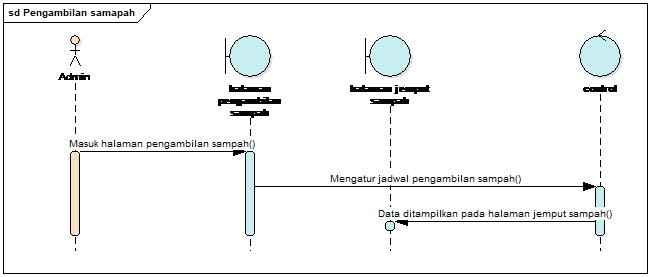 sd Pengambilan samapah
Admin
halaman
pengambilan
sampah
halaman jemput
sampah
control
Masuk halaman pengambilan sampah()
Mengatur jadwal pengambilan sampah()
Data ditampilkan pada halaman jemput sampah()